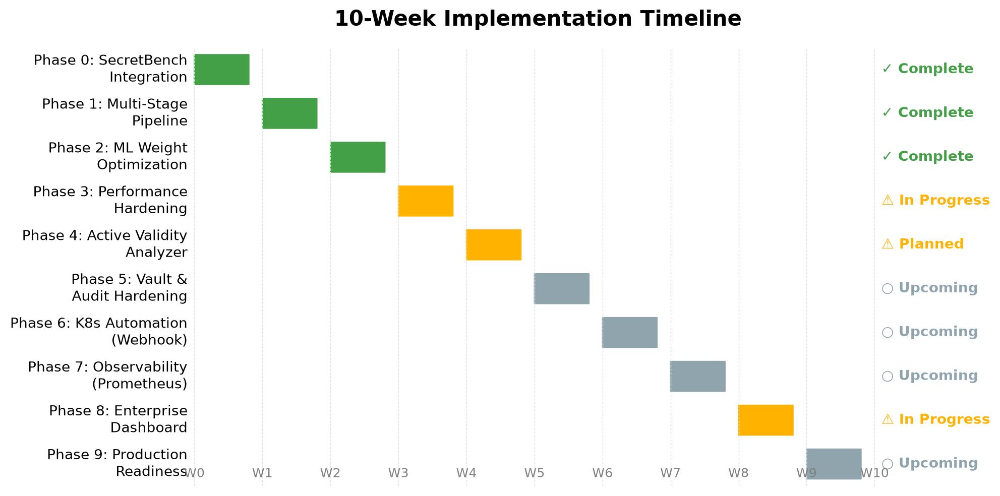 10-Week Implementation Timeline
Phase 0: SecretBench
Integration
✓ Complete
Phase 1: Multi-Stage
Pipeline
✓ Complete
Phase 2: ML Weight
Optimization
✓ Complete
Phase 3: Performance
Hardening
⚠ In Progress
Phase 4: Active Validity
Analyzer
⚠ Planned
Phase 5: Vault &
Audit Hardening
○ Upcoming
Phase 6: K8s Automation
(Webhook)
○ Upcoming
Phase 7: Observability
(Prometheus)
○ Upcoming
Phase 8: Enterprise
Dashboard
⚠ In Progress
Phase 9: Production
Readiness
○ Upcoming
W0 W1 W2 W3 W4 W5 W6 W7 W8 W9 W10